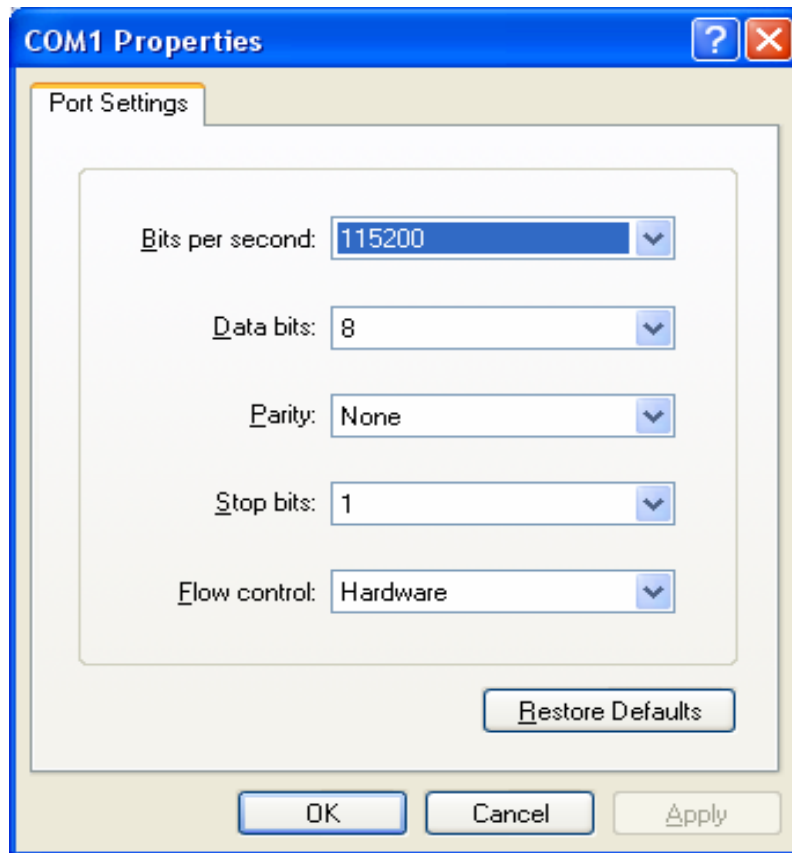 COM1 Properties
Port Settings
Bits per second: 115200
Data bits: 8
Parity: None
Stop bits: 1
Flow control: Hardware
Restore Defaults
OK Cancel Apply